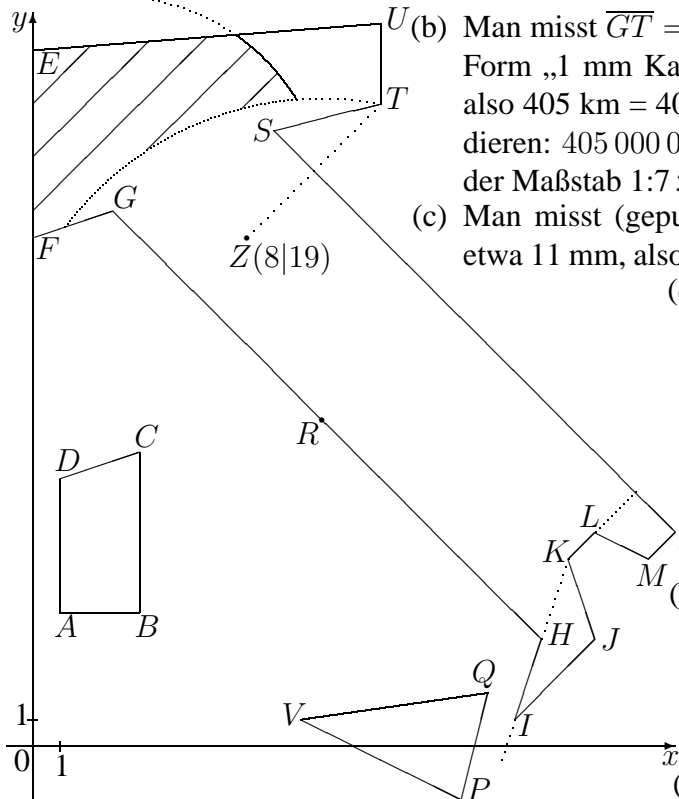 y
U
(b) Man misst GT =
E
Form „1 mm Ka
T
also 405 km = 40
S
dieren: 405 000 0
der Maßstab 1:7
G
(c) Man misst (gepu
F
Z(8|19)
etwa 11 mm, also
R
C
D
L
K
M
A
B
H
J
Q
1
V
I
0
1
x
P